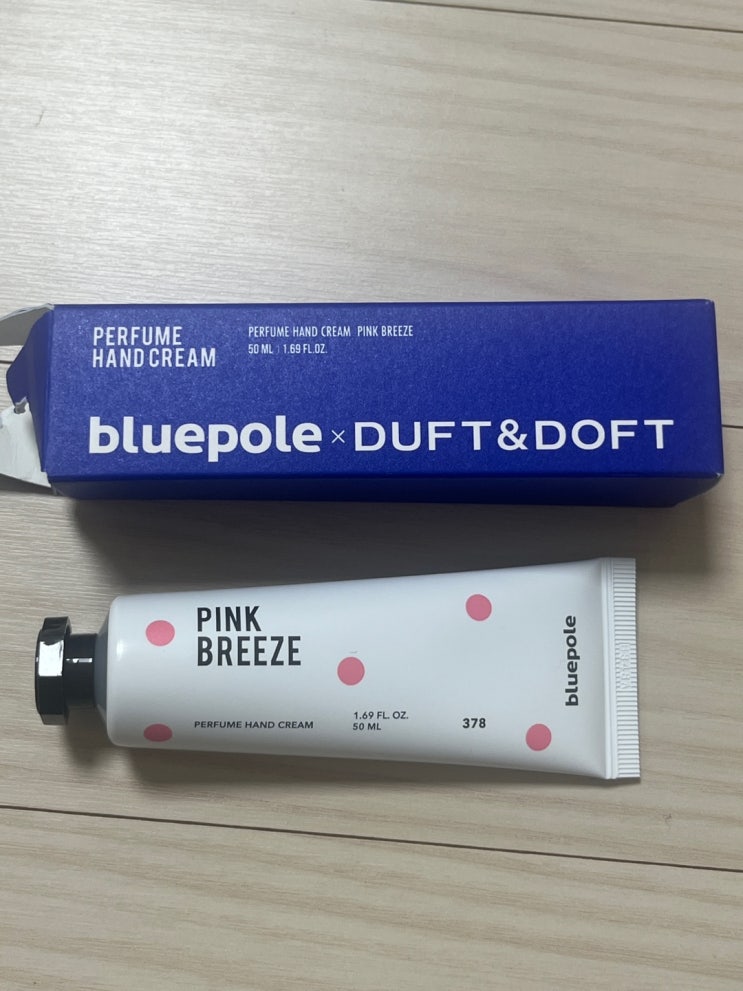 PERFUME
HAND CREAM
PERFUME HAND CREAM PINK BREEZE
50 ML | 1.69 FL.OZ.
bluepole × DUFT&DOFT
PINK
BREEZE
PERFUME HAND CREAM
1.69 FL. OZ.
50 ML
378
bluepole